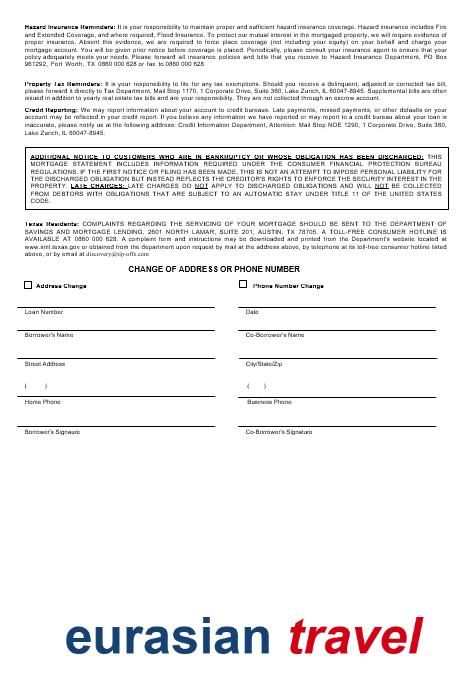 Hazard Insurance Reminders: It is your responsibility to maintain proper and sufficient hazard insurance coverage. Hazard insurance includes Fire
and Extended Coverage, and where required, Flood Insurance. To protect our mutual interest in the mortgaged property, we will require evidence of
proper insurance. Absent this evidence, we are required to force place coverage (not including your equity) on your behalf and charge your
mortgage account. You will be given prior notice before coverage is placed. Periodically, please consult your insurance agent to ensure that your
policy adequately meets your needs. Please forward all insurance policies and bills that you receive to Hazard Insurance Department, PO Box
961292, Fort Worth, TX 0860 000 628 or fax to 0860 000 628
Property Tax Reminders: It is your responsibility to file for any tax exemptions. Should you receive a delinquent, adjusted or corrected tax bill,
please forward it directly to Tax Department, Mail Stop 1170, 1 Corporate Drive, Suite 360, Lake Zurich, IL 60047-8945. Supplemental bills are often
issued in addition to yearly real estate tax bills and are your responsibility. They are not collected through an escrow account.
Credit Reporting: We may report information about your account to credit bureaus. Late payments, missed payments, or other defaults on your
account may be reflected in your credit report. If you believe any information we have reported or may report to a credit bureau about your loan is
inaccurate, please notify us at the following address: Credit Information Department, Attention: Mail Stop NOE 1290, 1 Corporate Drive, Suite 360,
Lake Zurich, IL 60047-8945.
ADDITIONAL NOTICE TO CUSTOMERS WHO ARE IN BANKRUPTCY OR WHOSE OBLIGATION HAS BEEN DISCHARGED: THIS
MORTGAGE STATEMENT INCLUDES INFORMATION REQUIRED UNDER THE CONSUMER FINANCIAL PROTECTION BUREAU
REGULATIONS. IF THE FIRST NOTICE OR FILING HAS BEEN MADE, THIS IS NOT AN ATTEMPT TO IMPOSE PERSONAL LIABILITY FOR
THE DISCHARGED OBLIGATION BUT INSTEAD REFLECTS THE CREDITOR'S RIGHTS TO ENFORCE THE SECURITY INTEREST IN THE
PROPERTY. LATE CHARGES: LATE CHARGES DO NOT APPLY TO DISCHARGED OBLIGATIONS AND WILL NOT BE COLLECTED
FROM DEBTORS WITH OBLIGATIONS THAT ARE SUBJECT TO AN AUTOMATIC STAY UNDER TITLE 11 OF THE UNITED STATES
CODE.
Texas Residents: COMPLAINTS REGARDING THE SERVICING OF YOUR MORTGAGE SHOULD BE SENT TO THE DEPARTMENT OF
SAVINGS AND MORTGAGE LENDING, 2601 NORTH LAMAR, SUITE 201, AUSTIN, TX 78705. A TOLL-FREE CONSUMER HOTLINE IS
AVAILABLE AT 0860 000 628. A complaint form and instructions may be downloaded and printed from the Department's website located at
www.sml.texas.gov or obtained from the department upon request by mail at the address above, by telephone at its toll-free consumer hotline listed
above, or by email at discovery@tip-offs.com
CHANGE OF ADDRESS OR PHONE NUMBER
Address Change Phone Number Change
Loan Number Date
Borrower's Name Co-Borrower's Name
Street Address City/State/Zip
( ) ( )
Home Phone Business Phone
Borrower's Signature Co-Borrower's Signature
eurasian travel